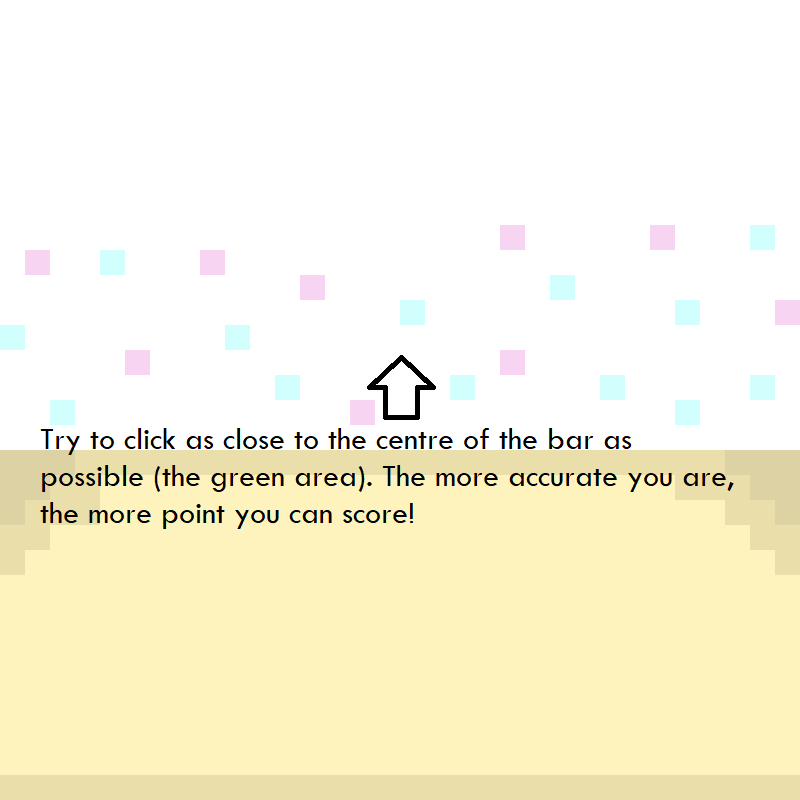 Try to click as close to the centre of the bar as
possible (the green area). The more accurate you are,
the more point you can score!